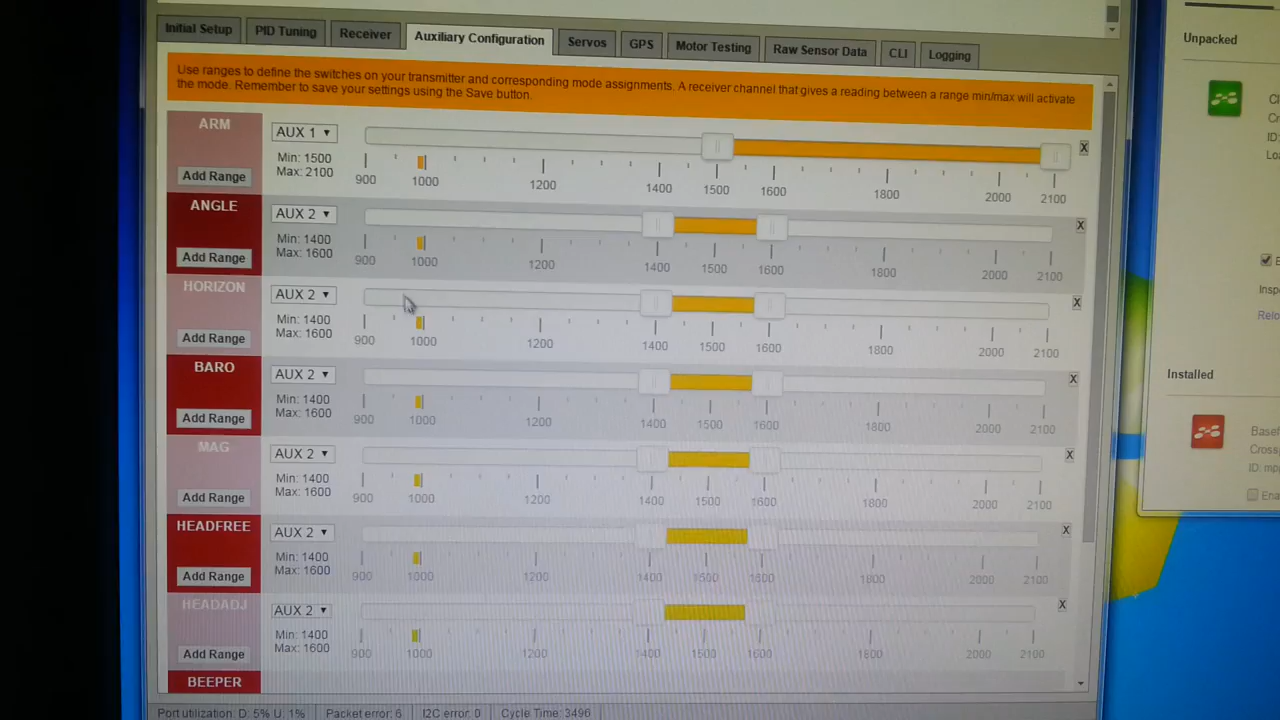 Initial Setup PID Tuning Receiver Auxiliary Configuration Servos GPS Motor Testing Raw Sensor Data CLI Logging
Use ranges to define the switches on your transmitter and corresponding mode assignments. A receiver channel that gives a reading between a range min/max will activate
the mode. Remember to save your settings using the Save button.
ARM
AUX 1
X
Min: 1500
Max: 2100
Add Range
900 1000 1200 1400 1500 1600 1800 2000 2100
ANGLE
AUX 2
X
Min: 1400
Max: 1600
Add Range
900 1000 1200 1400 1500 1600 1800 2000 2100
HORIZON
AUX 2
X
Min: 1400
Max: 1600
Add Range
900 1000 1200 1400 1500 1600 1800 2000 2100
BARO
AUX 2
X
Min: 1400
Max: 1600
Add Range
900 1000 1200 1400 1500 1600 1800 2000 2100
MAG
AUX 2
X
Min: 1400
Max: 1600
Add Range
900 1000 1200 1400 1500 1600 1800 2000 2100
HEADFREE
AUX 2
X
Min: 1400
Max: 1600
Add Range
900 1000 1200 1400 1500 1600 1800 2000 2100
HEADADJ
AUX 2
X
Min: 1400
Max: 1600
Add Range
900 1000 1200 1400 1500 1600 1800 2000 2100
BEEPER
Port utilization: D: 5% U: 1% Packet error: 6 I2C error: 0 Cycle Time: 3496
Unpacked
ID:
Installed
ID: mp